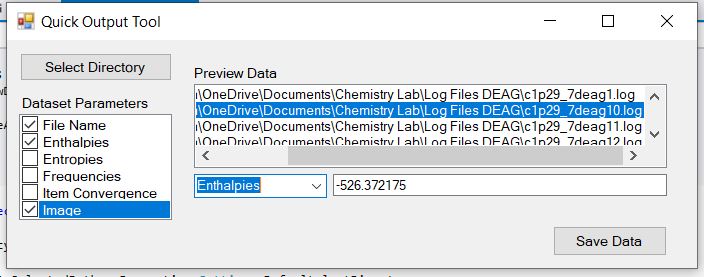 Quick Output Tool
Select Directory
Preview Data
Dataset Parameters
File Name
Enthalpies
Entropies
Frequencies
Item Convergence
Image
\OneDrive\Documents\Chemistry Lab\Log Files DEAG\c1p29_7deag1.log
\OneDrive\Documents\Chemistry Lab\Log Files DEAG\c1p29_7deag10.log
\OneDrive\Documents\Chemistry Lab\Log Files DEAG\c1p29_7deag11.log
\OneDrive\Documents\Chemistry Lab\Log Files DEAG\c1p29_7deag12.log
Enthalpies
-526.372175
Save Data